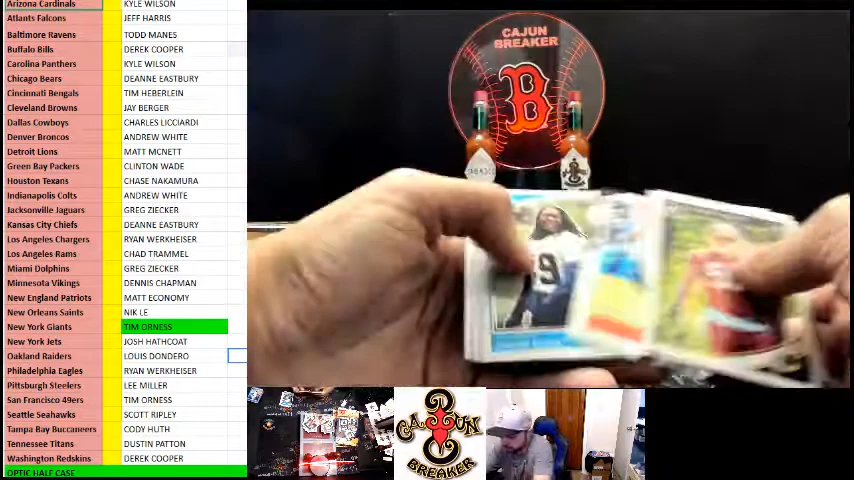 Arizona Cardinals KYLE WILSON
Atlants Falcons JEFF HARRIS
Baltimore Ravens TODD MANES
Buffalo Bills DEREK COOPER
Carolina Panthers KYLE WILSON
Chicago Bears DEANNE EASTBURY
Cincinnati Bengals TIM HEBERLEIN
Cleveland Browns JAY BERGER
Dallas Cowboys CHARLES LICCIARDI
Denver Broncos ANDREW WHITE
Detroit Lions MATT MCNETT
Green Bay Packers CLINTON WADE
Houston Texans CHASE NAKAMURA
Indianapolis Colts ANDREW WHITE
Jacksonville Jaguars GREG ZIECKER
Kansas City Chiefs DEANNE EASTBURY
Los Angeles Chargers RYAN WERKHEISER
Los Angeles Rams CHAD TRAMMEL
Miami Dolphins GREG ZIECKER
Minnesota Vikings DENNIS CHAPMAN
New England Patriots MATT ECONOMY
New Orleans Saints NIK LE
New York Giants TIM ORNESS
New York Jets JOSH HATHCOAT
Oakland Raiders LOUIS DONDERO
Philadelphia Eagles RYAN WERKHEISER
Pittsburgh Steelers LEE MILLER
San Francisco 49ers TIM ORNESS
Seattle Seahawks SCOTT RIPLEY
Tampa Bay Buccaneers CODY HUTH
Tennessee Titans DUSTIN PATTON
Washington Redskins DEREK COOPER
OPTIC HALF CASE
CAJUN
BREAKER
B
TABASCO
9
CAJUN
BREAKER